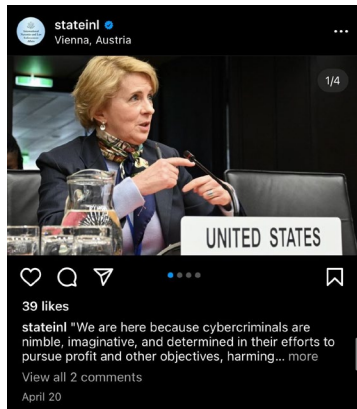 stateinl
Vienna, Austria
1/4
UNITED STATES
39 likes
stateinl "We are here because cybercriminals are
nimble, imaginative, and determined in their efforts to
pursue profit and other objectives, harming... more
View all 2 comments
April 20